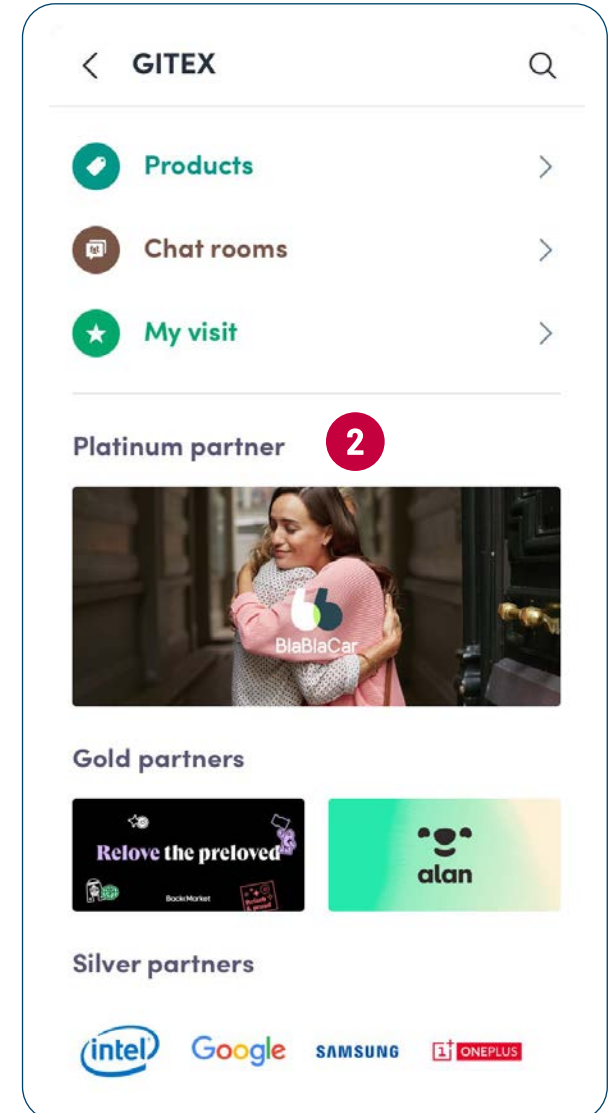 GITEX
Products
Chat rooms
My visit
Platinum partner
2
BlaBlaCar
Gold partners
Relove the preloved
BackMarket
alan
Silver partners
intel
Google
SAMSUNG
1+ ONEPLUS